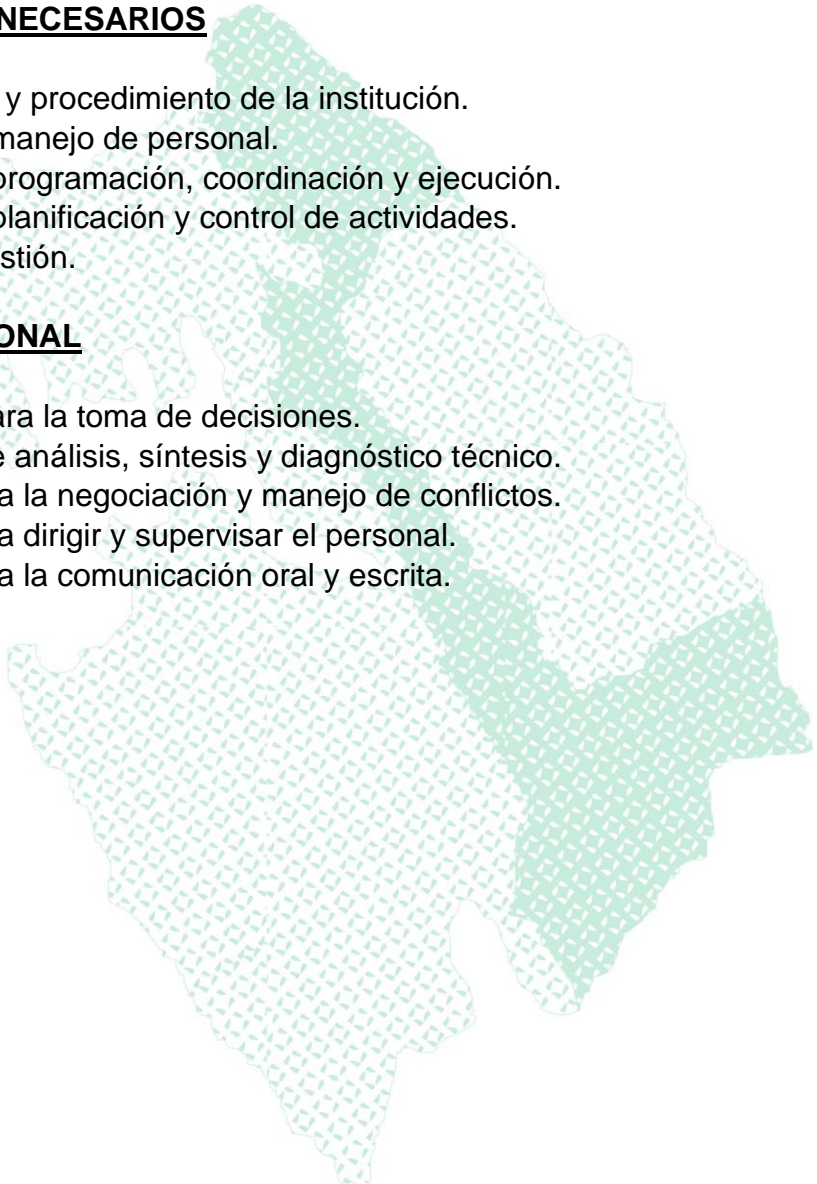 NECESARIOS
y procedimiento de la institución.
manejo de personal.
programación, coordinación y ejecución.
planificación y control de actividades.
stión.
ONAL
ara la toma de decisiones.
e análisis, síntesis y diagnóstico técnico.
a la negociación y manejo de conflictos.
a dirigir y supervisar el personal.
a la comunicación oral y escrita.